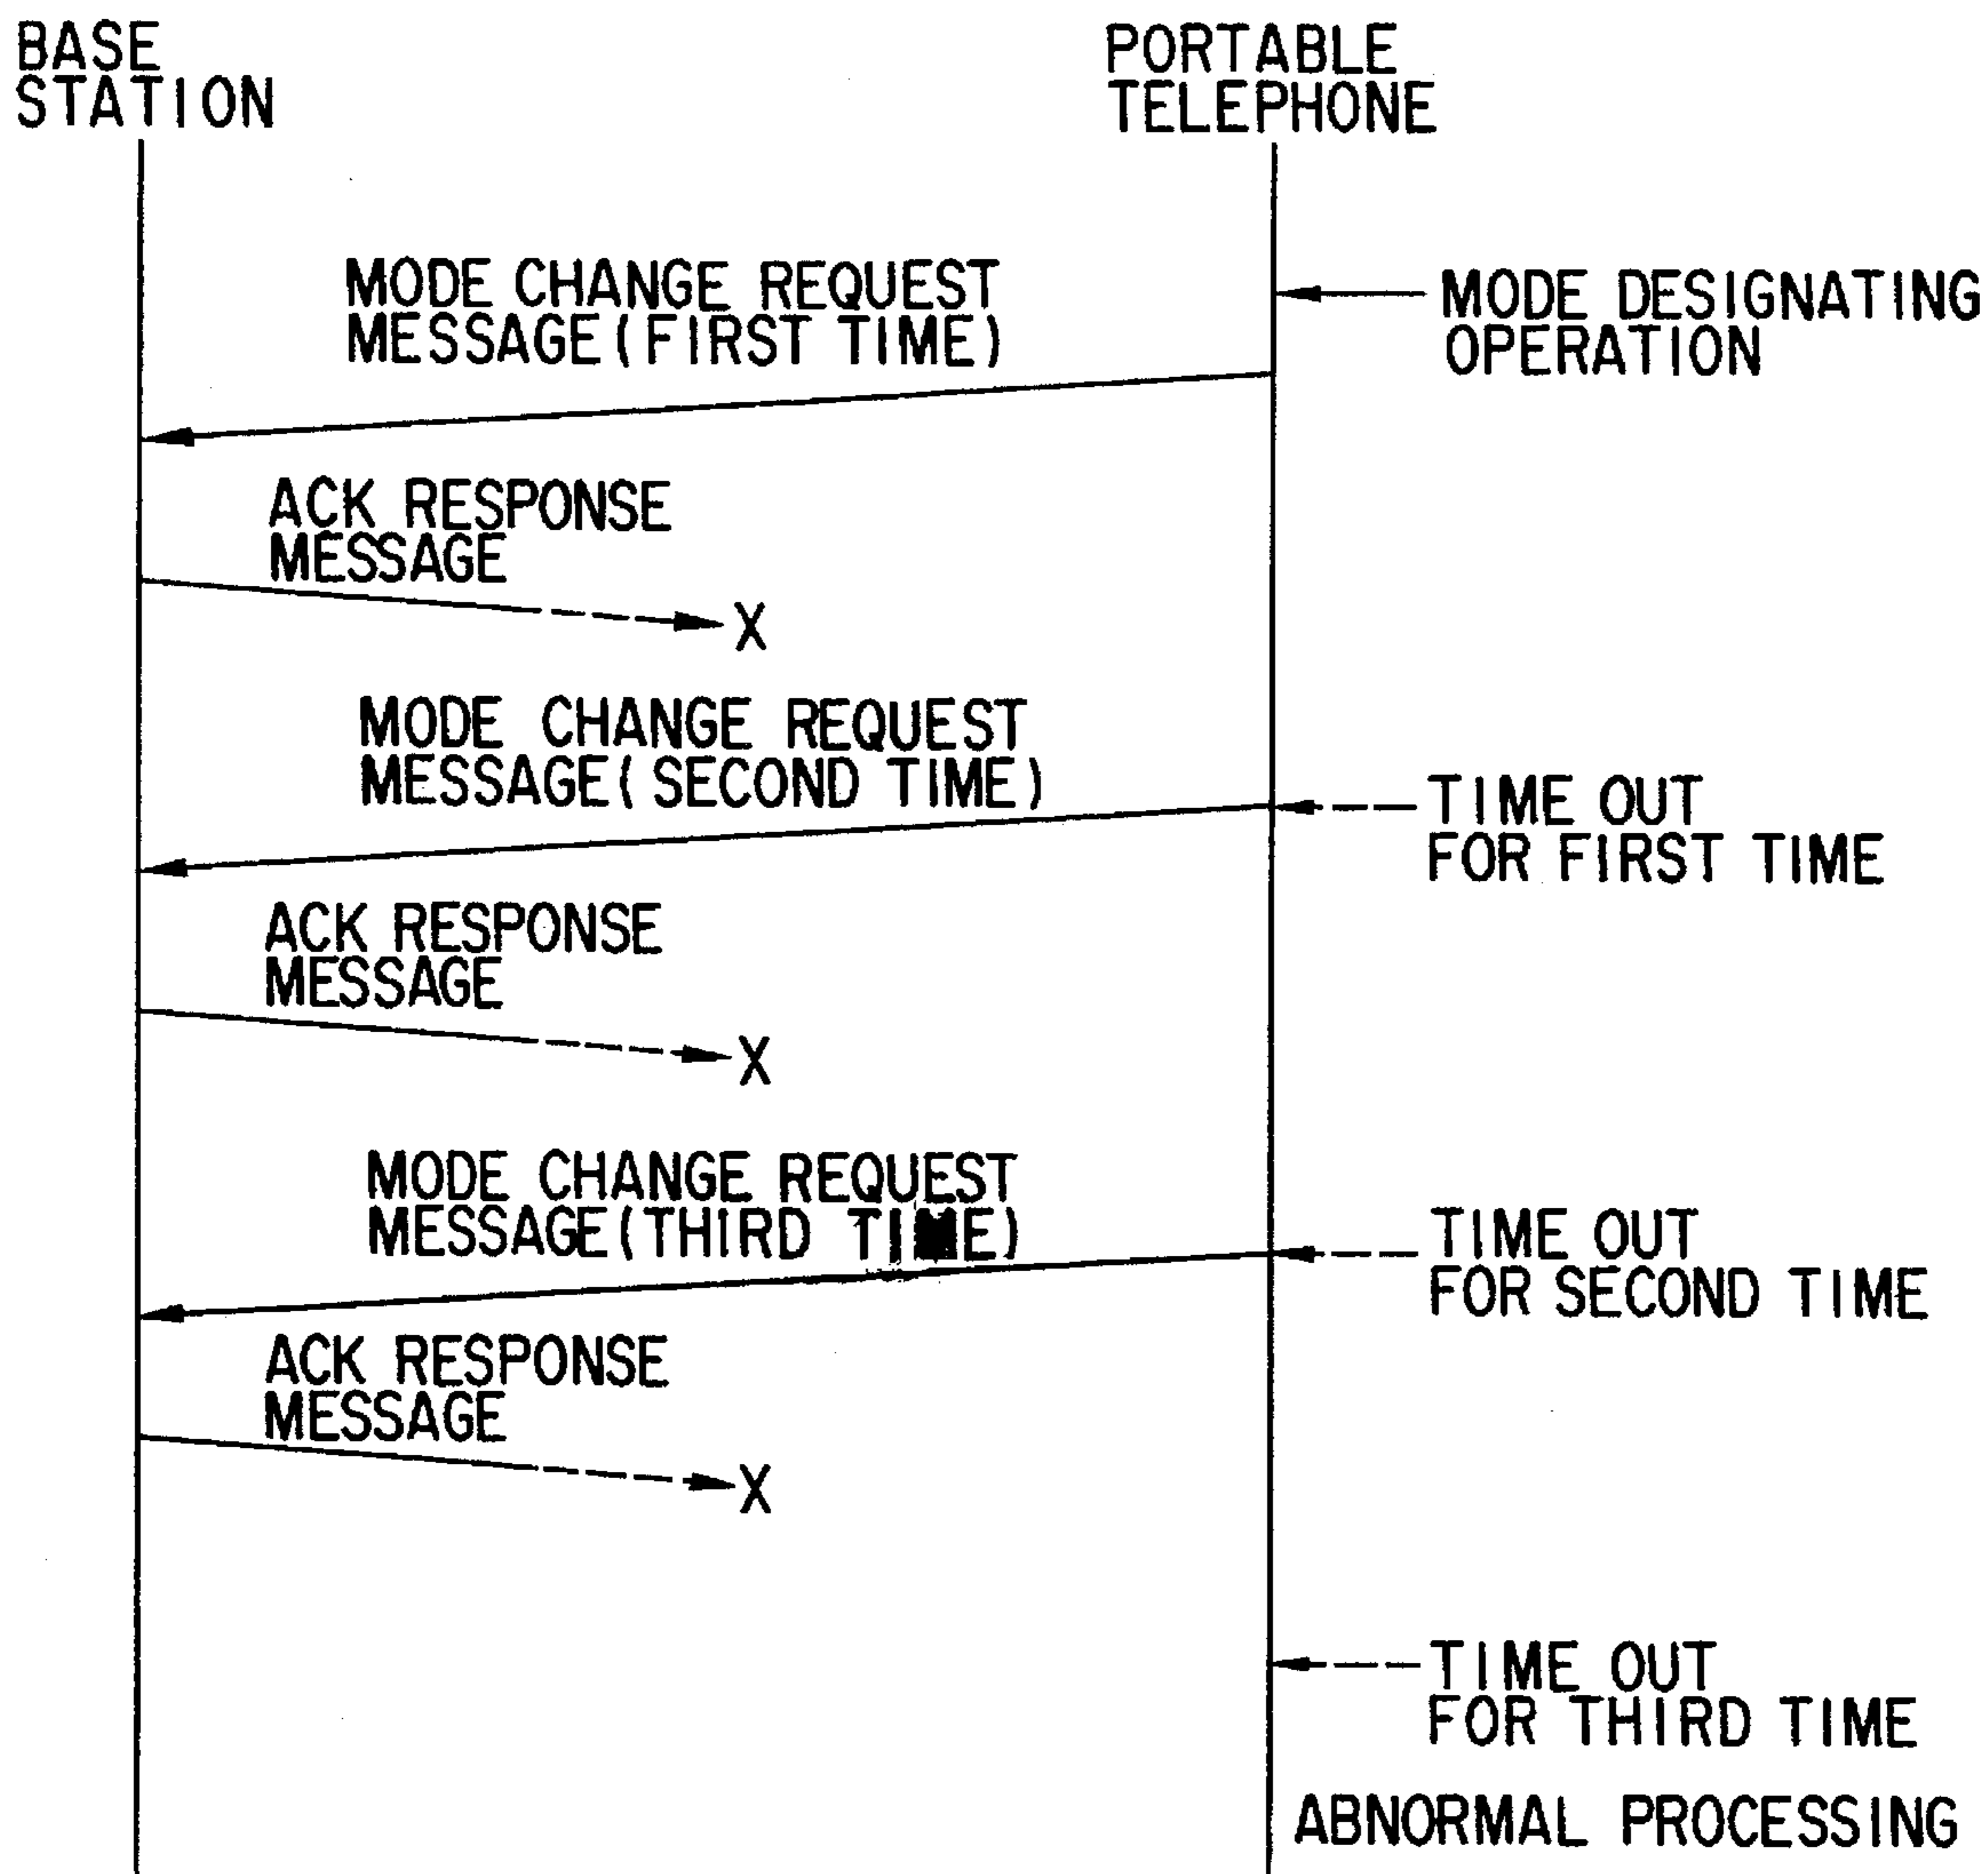 BASE
STATION
PORTABLE
TELEPHONE
MODE CHANGE REQUEST
MESSAGE(FIRST TIME)
MODE DESIGNATING
OPERATION
ACK RESPONSE
MESSAGE
X
MODE CHANGE REQUEST
MESSAGE(SECOND TIME)
TIME OUT
FOR FIRST TIME
ACK RESPONSE
MESSAGE
X
MODE CHANGE REQUEST
MESSAGE(THIRD TIME)
TIME OUT
FOR SECOND TIME
ACK RESPONSE
MESSAGE
X
TIME OUT
FOR THIRD TIME
ABNORMAL PROCESSING